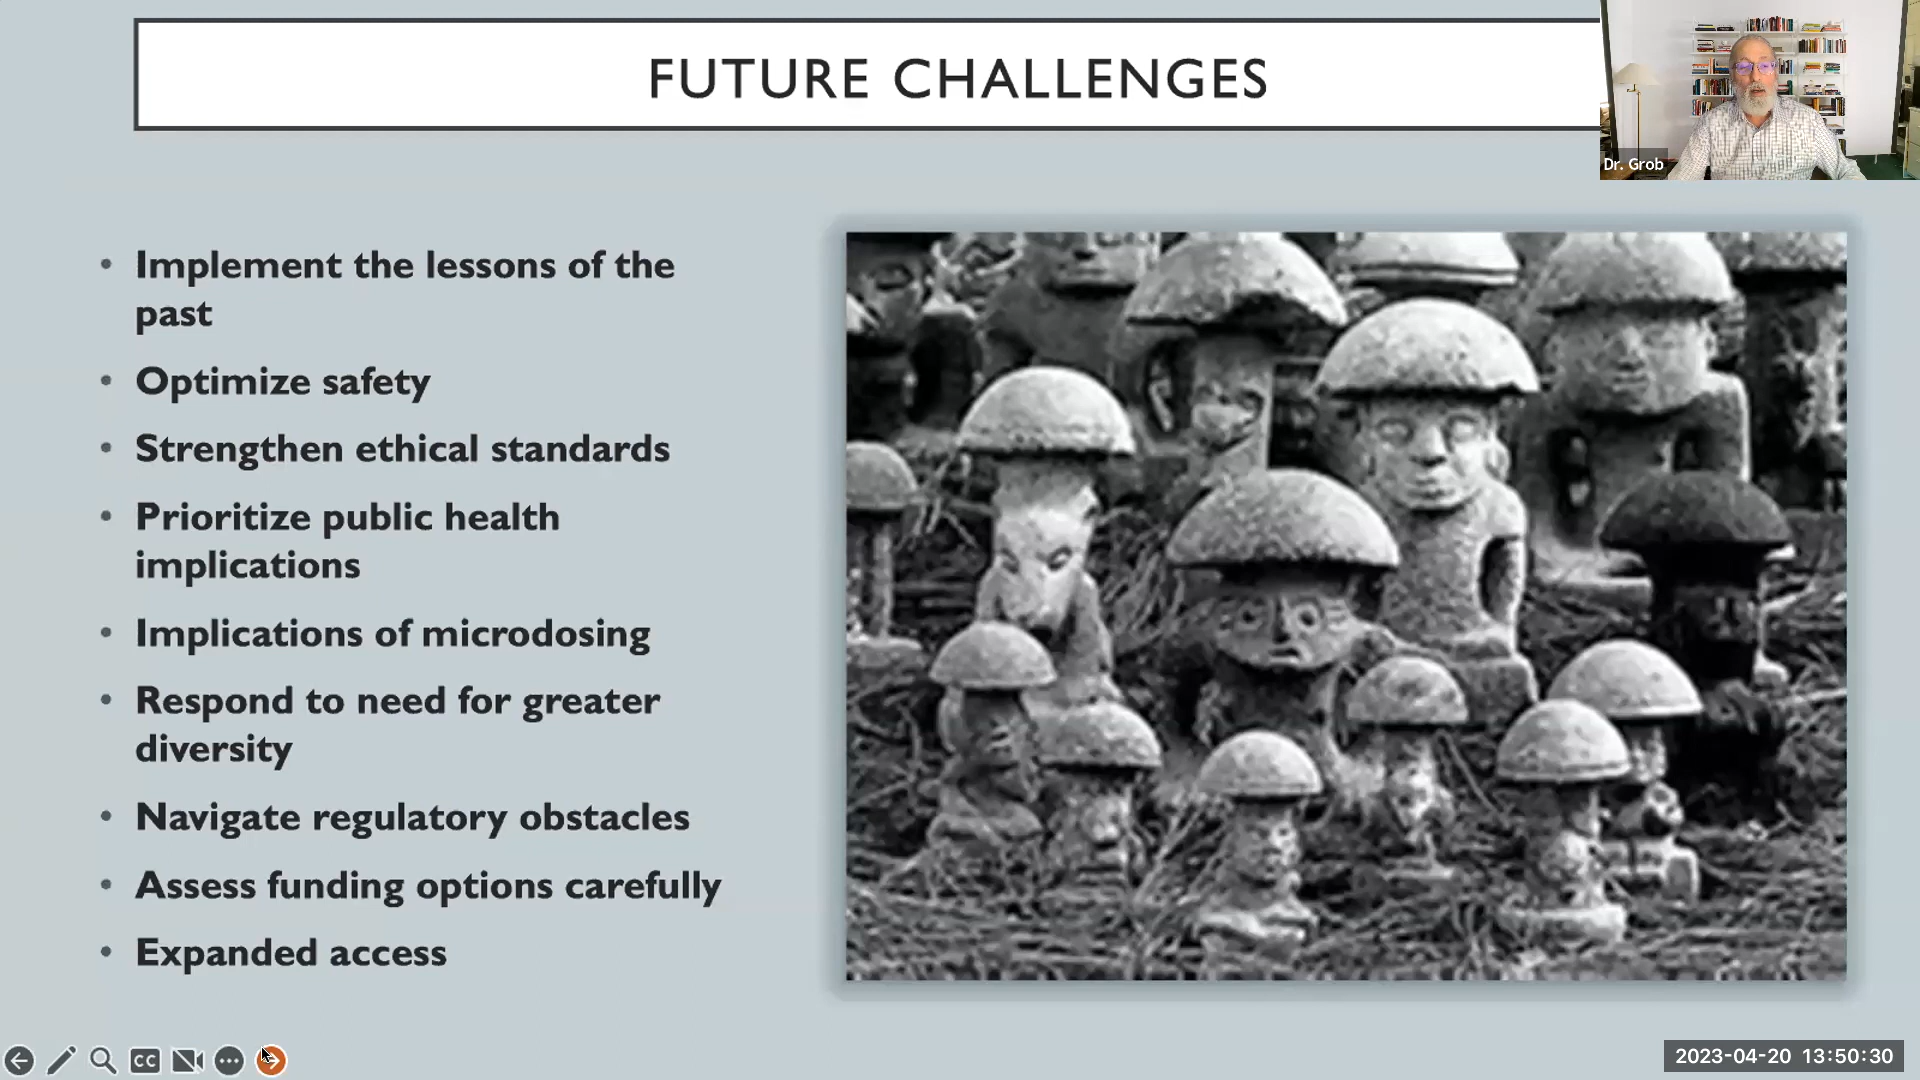 FUTURE CHALLENGES
Dr. Grob
• Implement the lessons of the
past
• Optimize safety
• Strengthen ethical standards
• Prioritize public health
implications
• Implications of microdosing
• Respond to need for greater
diversity
• Navigate regulatory obstacles
• Assess funding options carefully
• Expanded access
CC
2023-04-20 13:50:30